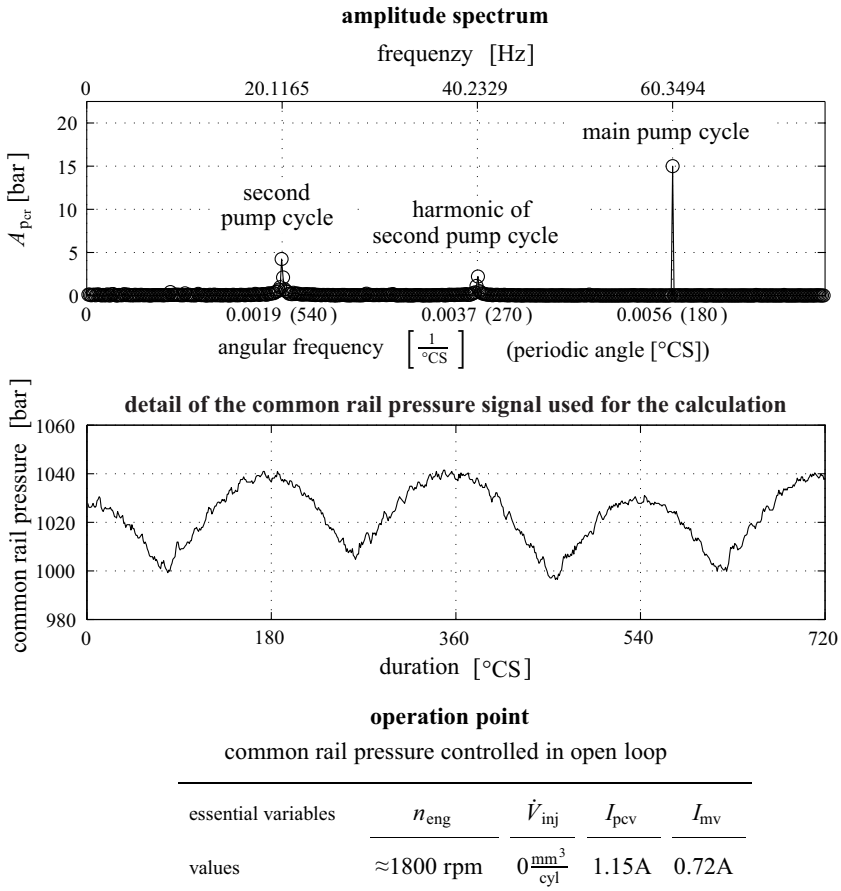 amplitude spectrum
frequenzy [Hz]
0 20.1165 40.2329 60.3494
20
15
10
5
0
A_pcr [bar]
main pump cycle
second
pump cycle
harmonic of
second pump cycle
0 0.0019 (540) 0.0037 (270) 0.0056 (180)
angular frequency [1/°CS] (periodic angle [°CS])
detail of the common rail pressure signal used for the calculation
common rail pressure [bar]
1060
1040
1020
1000
980
0 180 360 540 720
duration [°CS]
operation point
common rail pressure controlled in open loop
essential variables n_eng V̇_inj I_pcv I_mv
values ≈1800 rpm 0 mm³/cyl 1.15A 0.72A